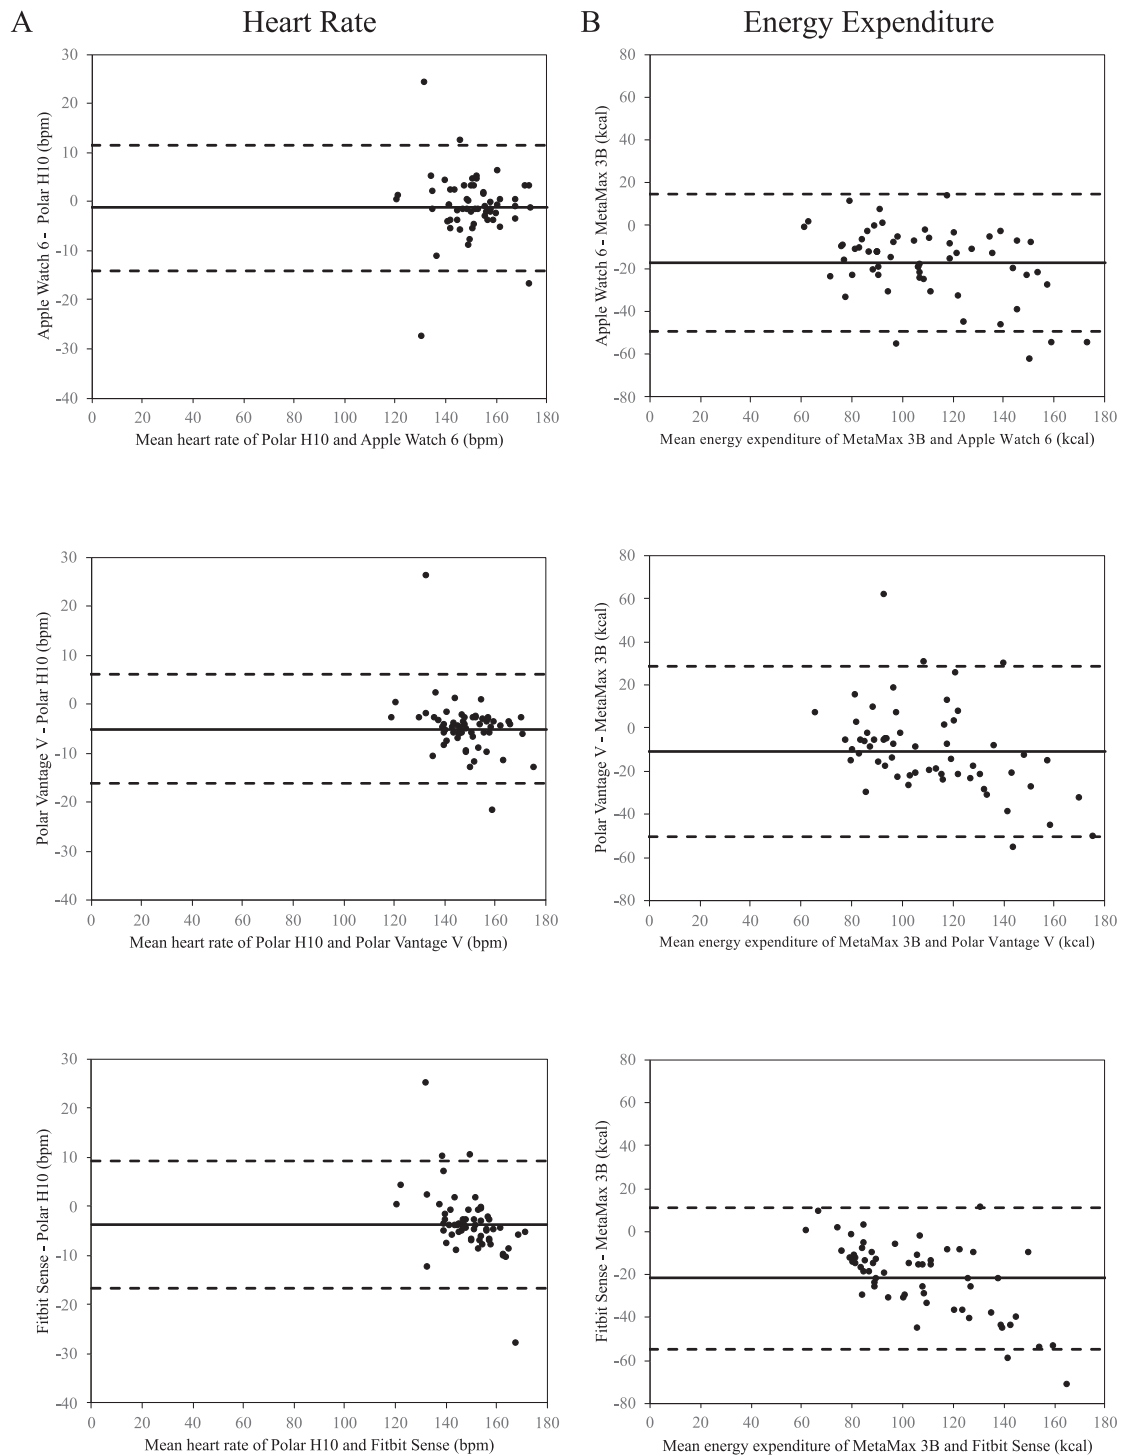 A
Heart Rate
B
Energy Expenditure
30
20
10
0
-10
-20
-30
-40
Apple Watch 6 - Polar H10 (bpm)
0 20 40 60 80 100 120 140 160 180
Mean heart rate of Polar H10 and Apple Watch 6 (bpm)
80
60
40
20
0
-20
-40
-60
-80
Apple Watch 6 - MetaMax 3B (kcal)
0 20 40 60 80 100 120 140 160 180
Mean energy expenditure of MetaMax 3B and Apple Watch 6 (kcal)
30
20
10
0
-10
-20
-30
-40
Polar Vantage V - Polar H10 (bpm)
0 20 40 60 80 100 120 140 160 180
Mean heart rate of Polar H10 and Polar Vantage V (bpm)
80
60
40
20
0
-20
-40
-60
-80
Polar Vantage V - MetaMax 3B (kcal)
0 20 40 60 80 100 120 140 160 180
Mean energy expenditure of MetaMax 3B and Polar Vantage V (kcal)
30
20
10
0
-10
-20
-30
-40
Fitbit Sense - Polar H10 (bpm)
0 20 40 60 80 100 120 140 160 180
Mean heart rate of Polar H10 and Fitbit Sense (bpm)
80
60
40
20
0
-20
-40
-60
-80
Fitbit Sense - MetaMax 3B (kcal)
0 20 40 60 80 100 120 140 160 180
Mean energy expenditure of MetaMax 3B and Fitbit Sense (kcal)